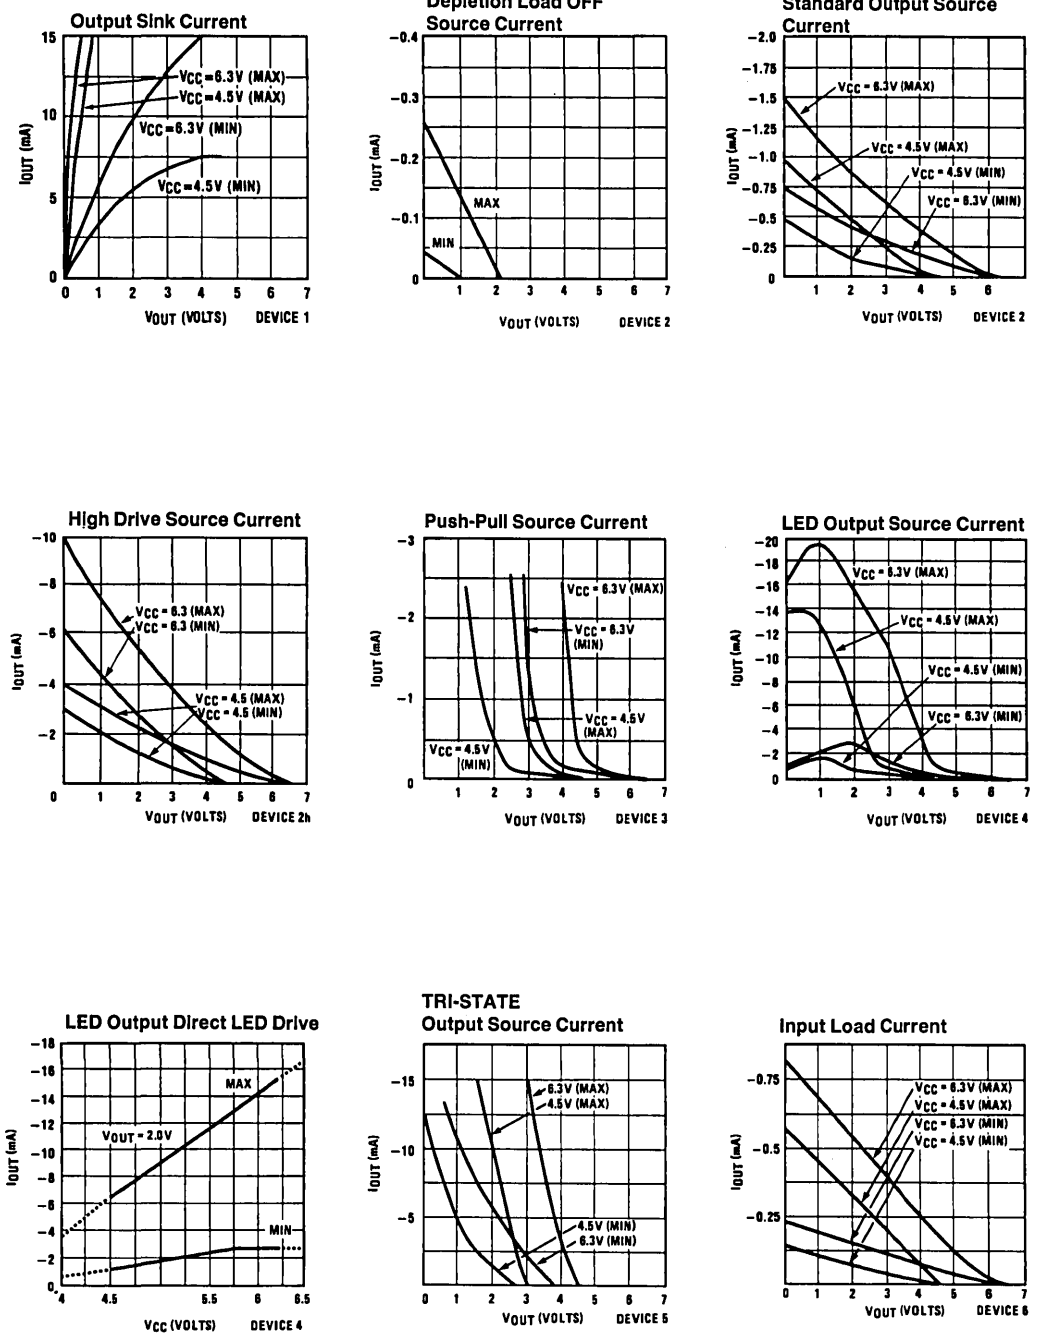 Output Sink Current
15
10
5
0
IOUT (mA)
VCC=6.3V (MAX)
VCC=4.5V (MAX)
VCC=6.3V (MIN)
VCC=4.5V (MIN)
0 1 2 3 4 5 6 7
VOUT (VOLTS) DEVICE 1
Depletion Load OFF
Source Current
-0.4
-0.3
-0.2
-0.1
0
IOUT (mA)
MAX
MIN
1 2 3 4 5 6 7
VOUT (VOLTS) DEVICE 2
Standard Output Source
Current
-2.0
-1.75
-1.5
-1.25
-1.0
-0.75
-0.5
-0.25
0
IOUT (mA)
VCC = 6.3V (MAX)
VCC = 4.5V (MAX)
VCC = 4.5V (MIN)
VCC = 6.3V (MIN)
1 2 3 4 5 6
VOUT (VOLTS) DEVICE 2
High Drive Source Current
-10
-8
-6
-4
-2
IOUT (mA)
VCC = 6.3 (MAX)
VCC = 6.3 (MIN)
VCC = 4.5 (MAX)
VCC = 4.5 (MIN)
0 1 2 3 4 5 6 7
VOUT (VOLTS) DEVICE 2h
Push-Pull Source Current
-3
-2
-1
0
IOUT (mA)
VCC = 6.3V (MAX)
VCC = 6.3V
(MIN)
VCC = 4.5V
(MAX)
VCC = 4.5V
(MIN)
1 2 3 4 5 6 7
VOUT (VOLTS) DEVICE 3
LED Output Source Current
-20
-18
-16
-14
-12
-10
-8
-6
-4
-2
0
IOUT (mA)
VCC = 6.3V (MAX)
VCC = 4.5V (MAX)
VCC = 4.5V (MIN)
VCC = 6.3V (MIN)
1 2 3 4 5 6 7
VOUT (VOLTS) DEVICE 4
LED Output Direct LED Drive
-18
-16
-14
-12
-10
-8
-6
-4
-2
0
IOUT (mA)
MAX
VOUT = 2.0V
MIN
4 4.5 5.5 6 6.5
VCC (VOLTS) DEVICE 4
TRI-STATE
Output Source Current
-15
-10
-5
IOUT (mA)
6.3V (MAX)
4.5V (MAX)
4.5V (MIN)
6.3V (MIN)
0 1 2 3 4 5 6 7
VOUT (VOLTS) DEVICE 5
Input Load Current
-0.75
-0.5
-0.25
IOUT (mA)
VCC = 6.3V (MAX)
VCC = 4.5V (MAX)
VCC = 6.3V (MIN)
VCC = 4.5V (MIN)
0 1 2 3 4 5 6 7
VOUT (VOLTS) DEVICE 6